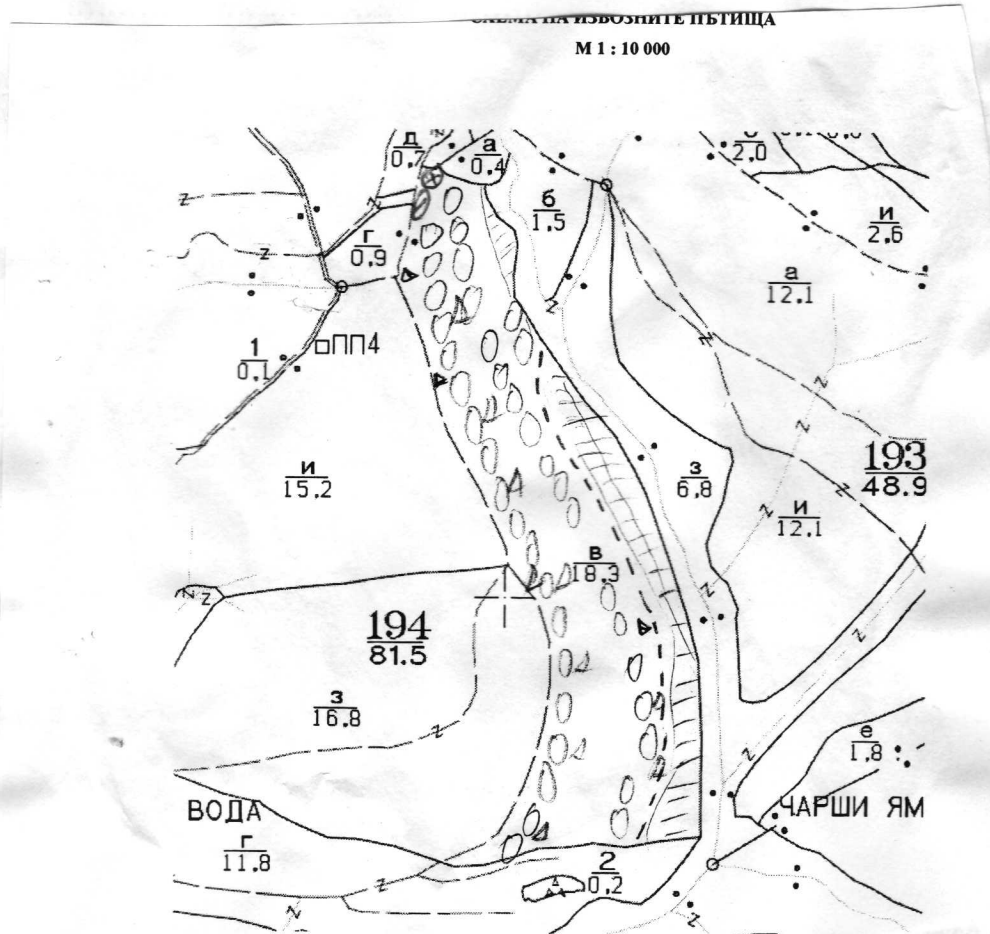 СХЕМА НА ИЗВОЗНИТЕ ПЪТИЩА
М 1 : 10 000
д
0,7
а
0,4
2,0
б
1,5
и
2,6
г
0,9
а
12,1
1
0,1
ПП4
и
15,2
з
6,8
193
48.9
и
12,1
в
18,3
194
81.5
з
16,8
е
1,8
ВОДА
ЧАРШИ ЯМ
г
11,8
2
0,2